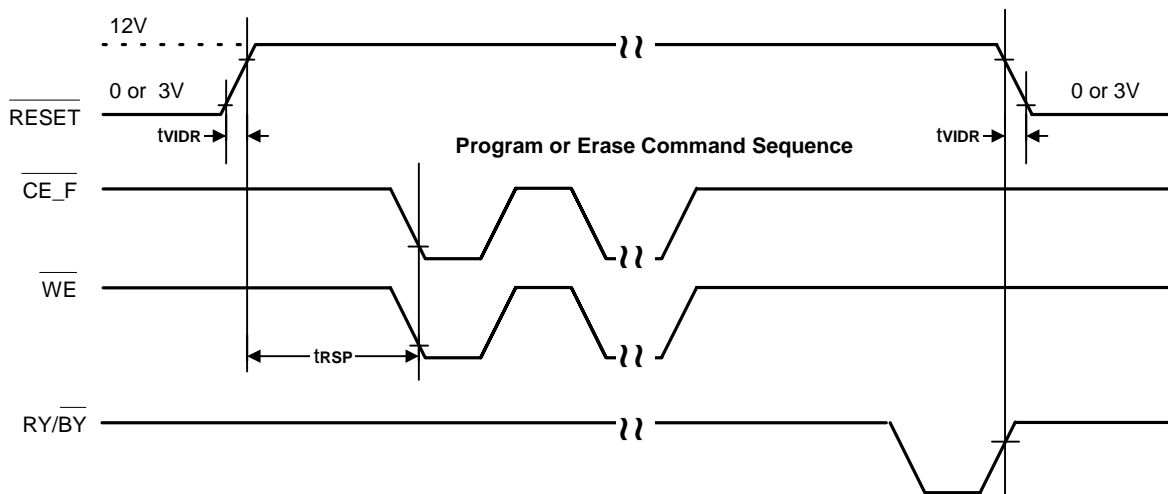 12V
0 or 3V
0 or 3V
RESET
tVIDR
tVIDR
Program or Erase Command Sequence
CE_F
WE
tRSP
RY/BY